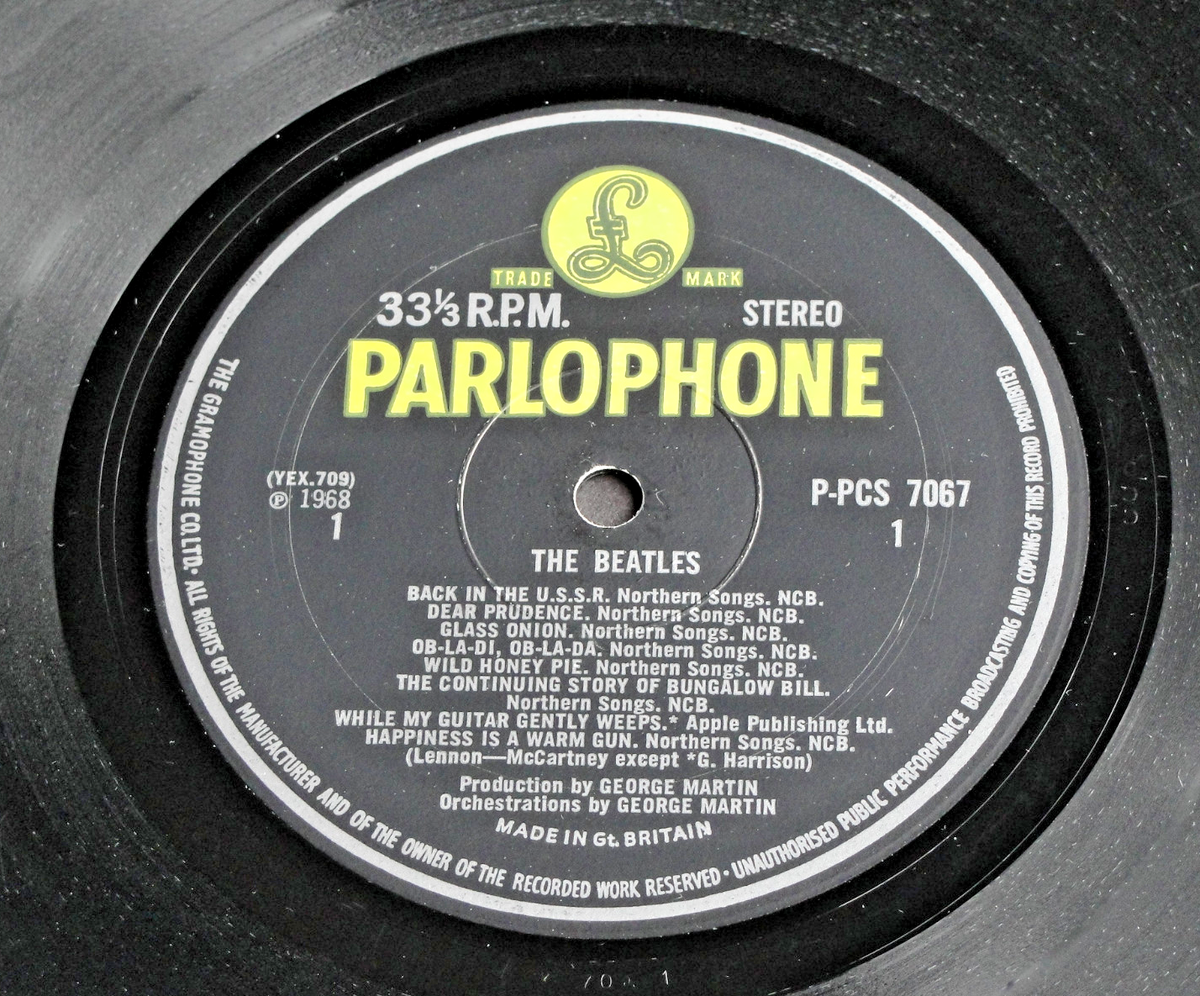 £
TRADE MARK
33⅓ R.P.M. STEREO
PARLOPHONE
(YEX.709)
℗ 1968
1
P-PCS 7067
1
THE BEATLES
BACK IN THE U.S.S.R. Northern Songs. NCB.
DEAR PRUDENCE. Northern Songs. NCB.
GLASS ONION. Northern Songs. NCB.
OB-LA-DI, OB-LA-DA. Northern Songs. NCB.
WILD HONEY PIE. Northern Songs. NCB.
THE CONTINUING STORY OF BUNGALOW BILL.
Northern Songs. NCB.
WHILE MY GUITAR GENTLY WEEPS.* Apple Publishing Ltd.
HAPPINESS IS A WARM GUN. Northern Songs. NCB.
(Lennon—McCartney except *G. Harrison)
Production by GEORGE MARTIN
Orchestrations by GEORGE MARTIN
MADE IN Gt. BRITAIN
THE GRAMOPHONE CO. LTD. • ALL RIGHTS OF THE MANUFACTURER AND OF THE OWNER OF THE RECORDED WORK RESERVED • UNAUTHORISED PUBLIC PERFORMANCE BROADCASTING AND COPYING OF THIS RECORD PROHIBITED